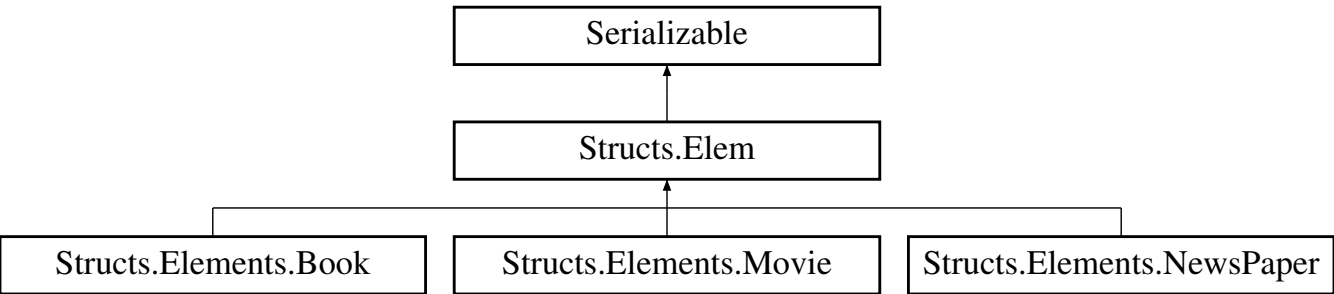 Serializable
Structs.Elem
Structs.Elements.Book
Structs.Elements.Movie
Structs.Elements.NewsPaper